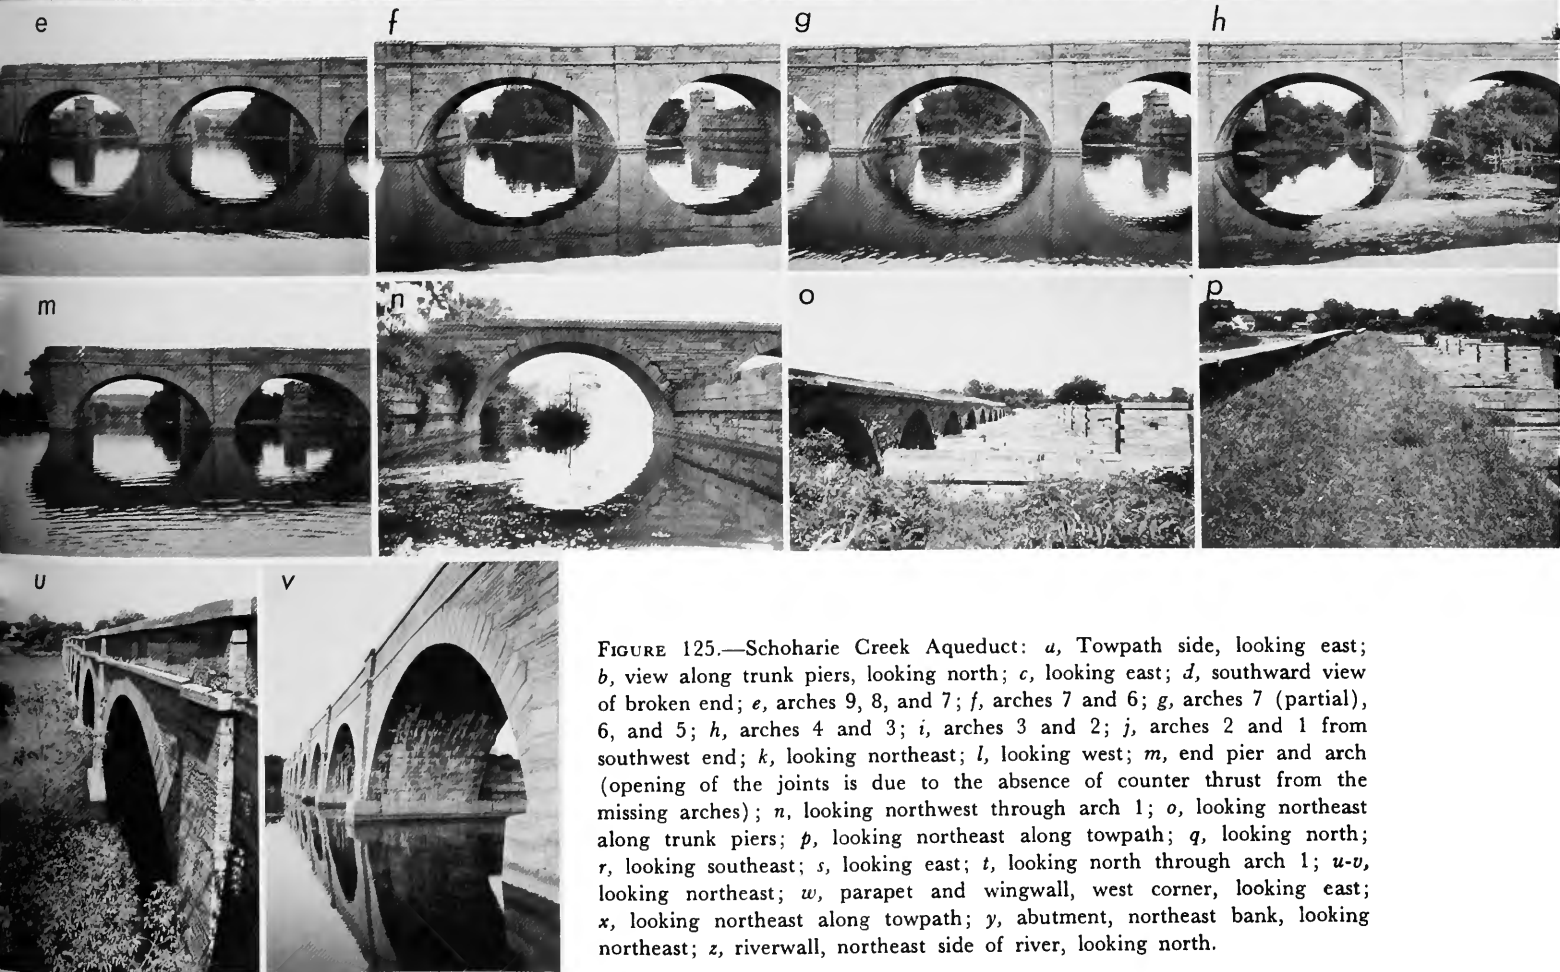 e
f
g
h
m
n
o
p
u
v
FIGURE 125.—Schoharie Creek Aqueduct: a, Towpath side, looking east;
b, view along trunk piers, looking north; c, looking east; d, southward view
of broken end; e, arches 9, 8, and 7; f, arches 7 and 6; g, arches 7 (partial),
6, and 5; h, arches 4 and 3; i, arches 3 and 2; j, arches 2 and 1 from
southwest end; k, looking northeast; l, looking west; m, end pier and arch
(opening of the joints is due to the absence of counter thrust from the
missing arches); n, looking northwest through arch 1; o, looking northeast
along trunk piers; p, looking northeast along towpath; q, looking north;
r, looking southeast; s, looking east; t, looking north through arch 1; u-v,
looking northeast; w, parapet and wingwall, west corner, looking east;
x, looking northeast along towpath; y, abutment, northeast bank, looking
northeast; z, riverwall, northeast side of river, looking north.